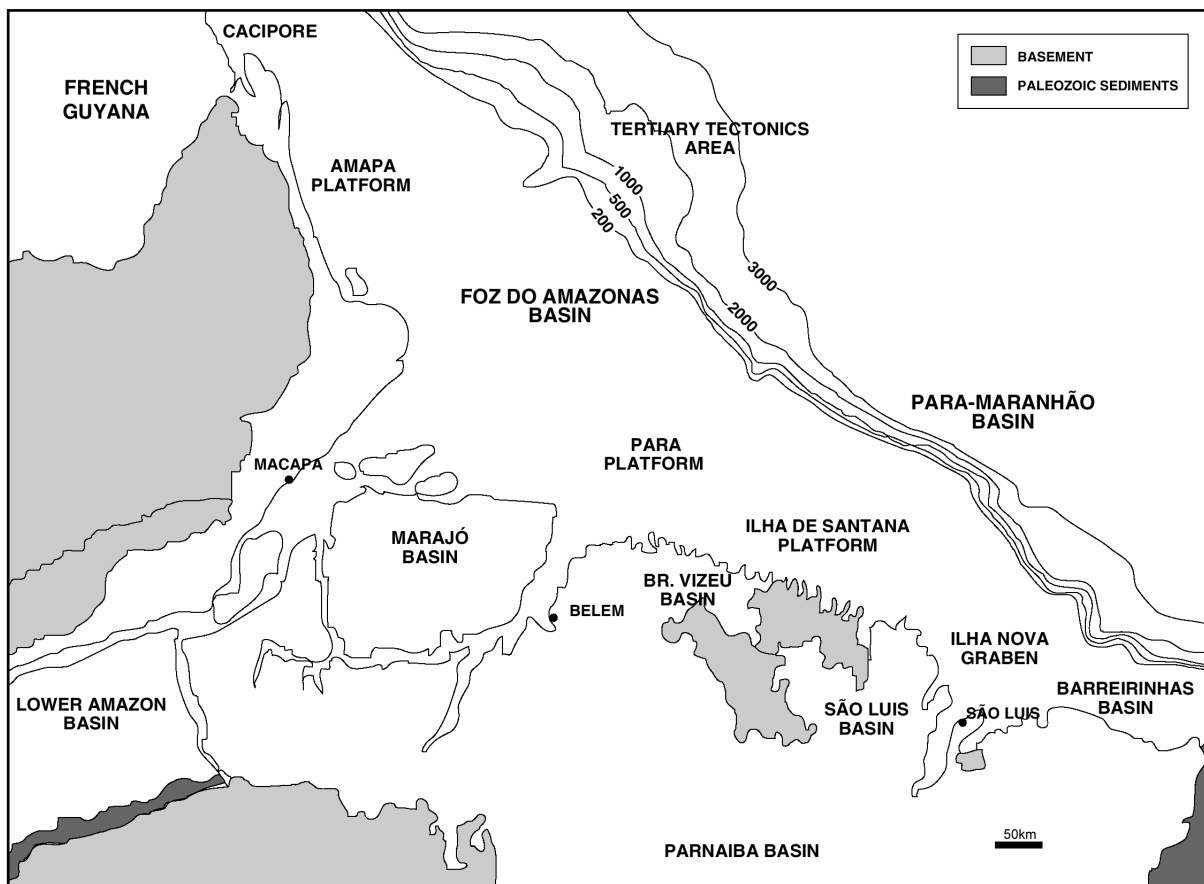 CACIPORE
FRENCH
GUYANA
BASEMENT
PALEOZOIC SEDIMENTS
TERTIARY TECTONICS
AREA
AMAPA
PLATFORM
1000
500
200
3000
2000
FOZ DO AMAZONAS
BASIN
PARA-MARANHÃO
BASIN
MACAPA
PARA
PLATFORM
MARAJÓ
BASIN
ILHA DE SANTANA
PLATFORM
BR. VIZEU
BASIN
BELEM
ILHA NOVA
GRABEN
LOWER AMAZON
BASIN
SÃO LUIS
BASIN
SÃO LUIS
BARREIRINHAS
BASIN
50km
PARNAIBA BASIN